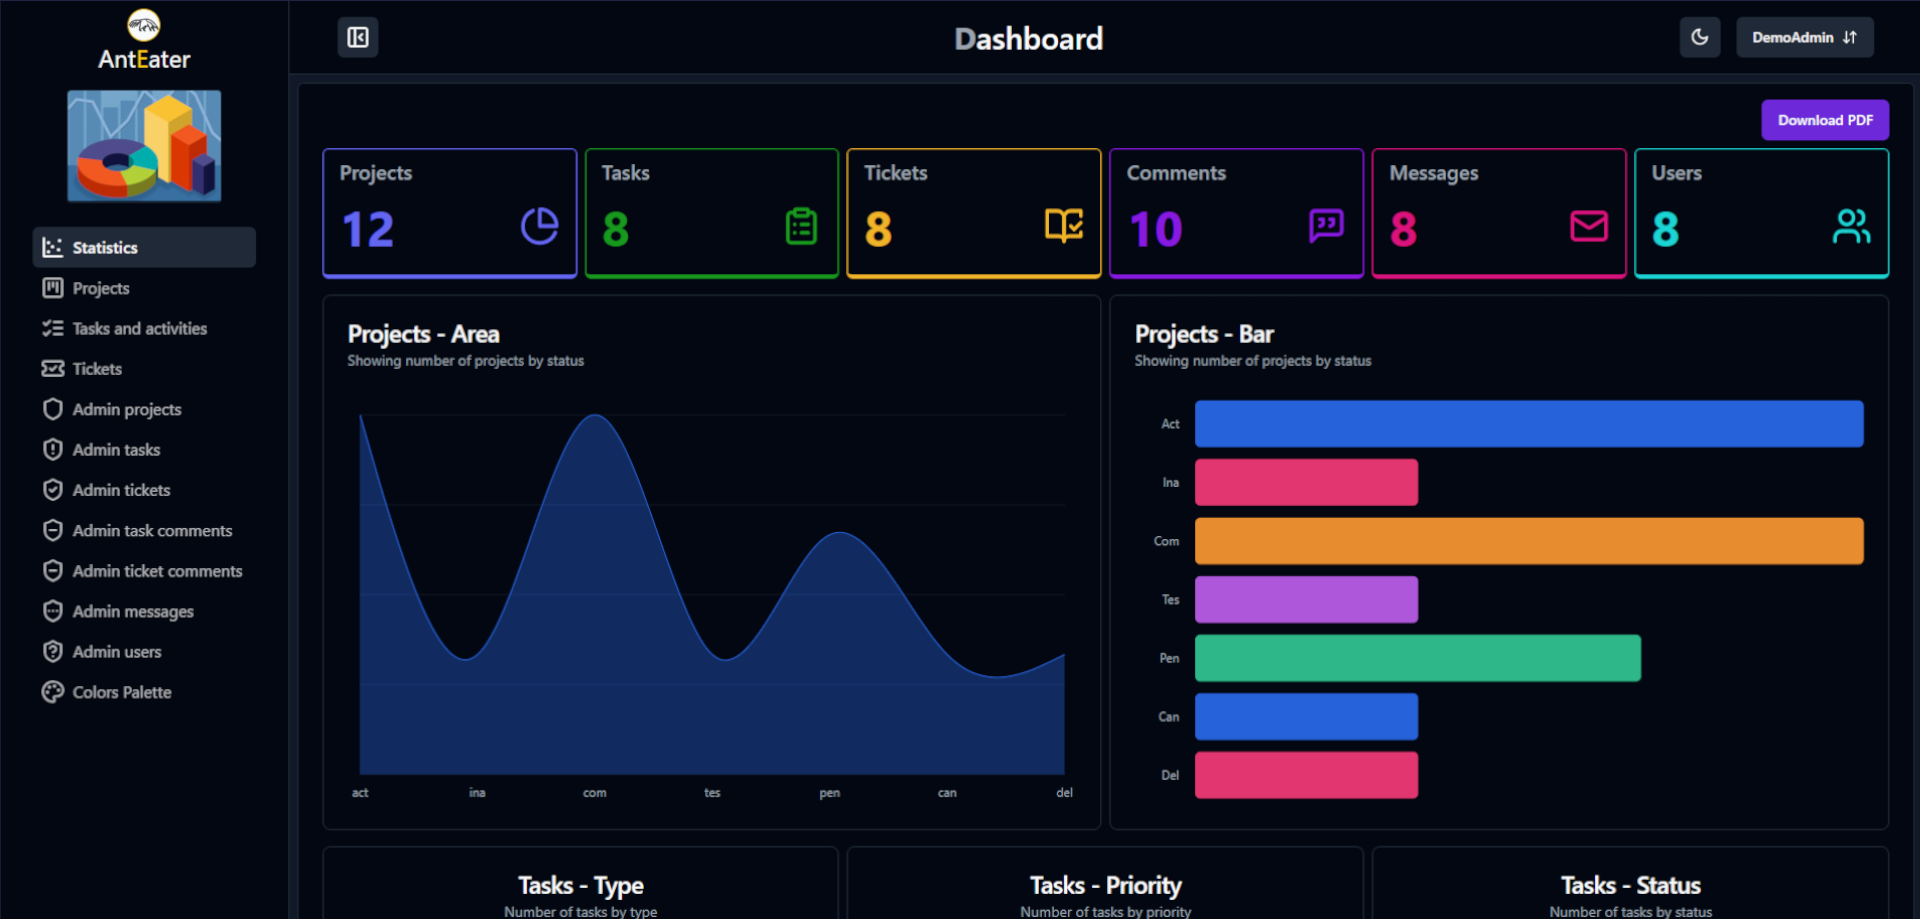 AntEater
Statistics
Projects
Tasks and activities
Tickets
Admin projects
Admin tasks
Admin tickets
Admin task comments
Admin ticket comments
Admin messages
Admin users
Colors Palette
Dashboard
DemoAdmin
Download PDF
Projects
12
Tasks
8
Tickets
8
Comments
10
Messages
8
Users
8
Projects - Area
Showing number of projects by status
act ina com tes pen can del
Projects - Bar
Showing number of projects by status
Act
Ina
Com
Tes
Pen
Can
Del
Tasks - Type
Number of tasks by type
Tasks - Priority
Number of tasks by priority
Tasks - Status
Number of tasks by status